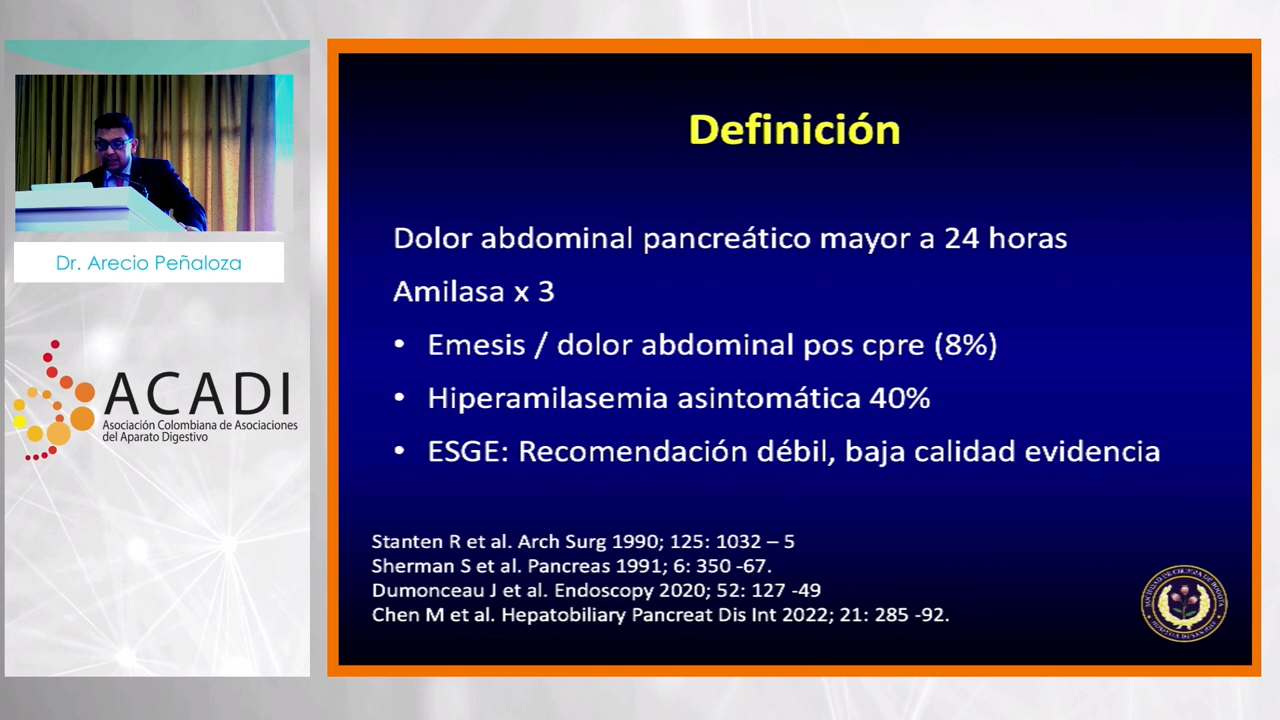 Definición
Dolor abdominal pancreático mayor a 24 horas
Amilasa x 3
• Emesis / dolor abdominal pos cpre (8%)
• Hiperamilasemia asintomática 40%
• ESGE: Recomendación débil, baja calidad evidencia
Stanten R et al. Arch Surg 1990; 125: 1032 – 5
Sherman S et al. Pancreas 1991; 6: 350 -67.
Dumonceau J et al. Endoscopy 2020; 52: 127 -49
Chen M et al. Hepatobiliary Pancreat Dis Int 2022; 21: 285 -92.
Dr. Arecio Peñaloza
ACADI
Asociación Colombiana de Asociaciones
del Aparato Digestivo